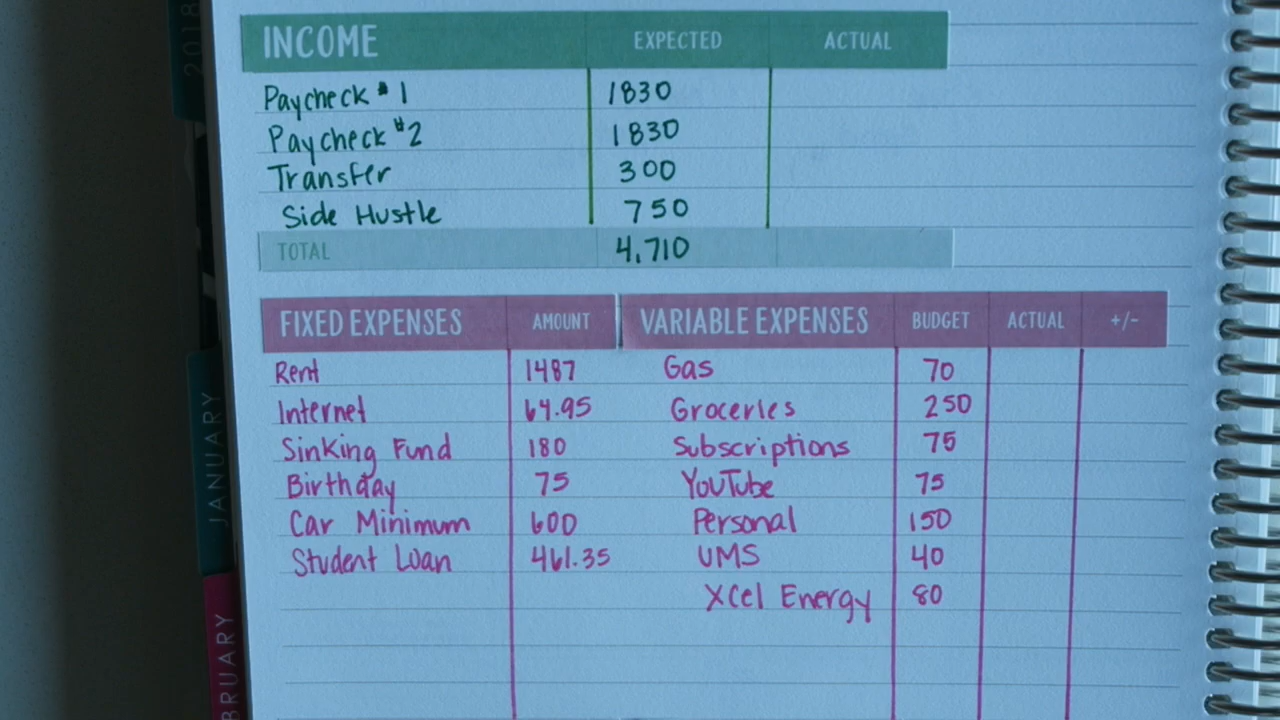 2018
INCOME EXPECTED ACTUAL
Paycheck #1 1830
Paycheck #2 1830
Transfer 300
Side Hustle 750
TOTAL 4,710
FIXED EXPENSES AMOUNT VARIABLE EXPENSES BUDGET ACTUAL +/-
Rent 1487 Gas 70
Internet 64.95 Groceries 250
Sinking Fund 180 Subscriptions 75
Birthday 75 YouTube 75
Car Minimum 600 Personal 150
Student Loan 461.35 UMS 40
Xcel Energy 80
JANUARY
BRUARY